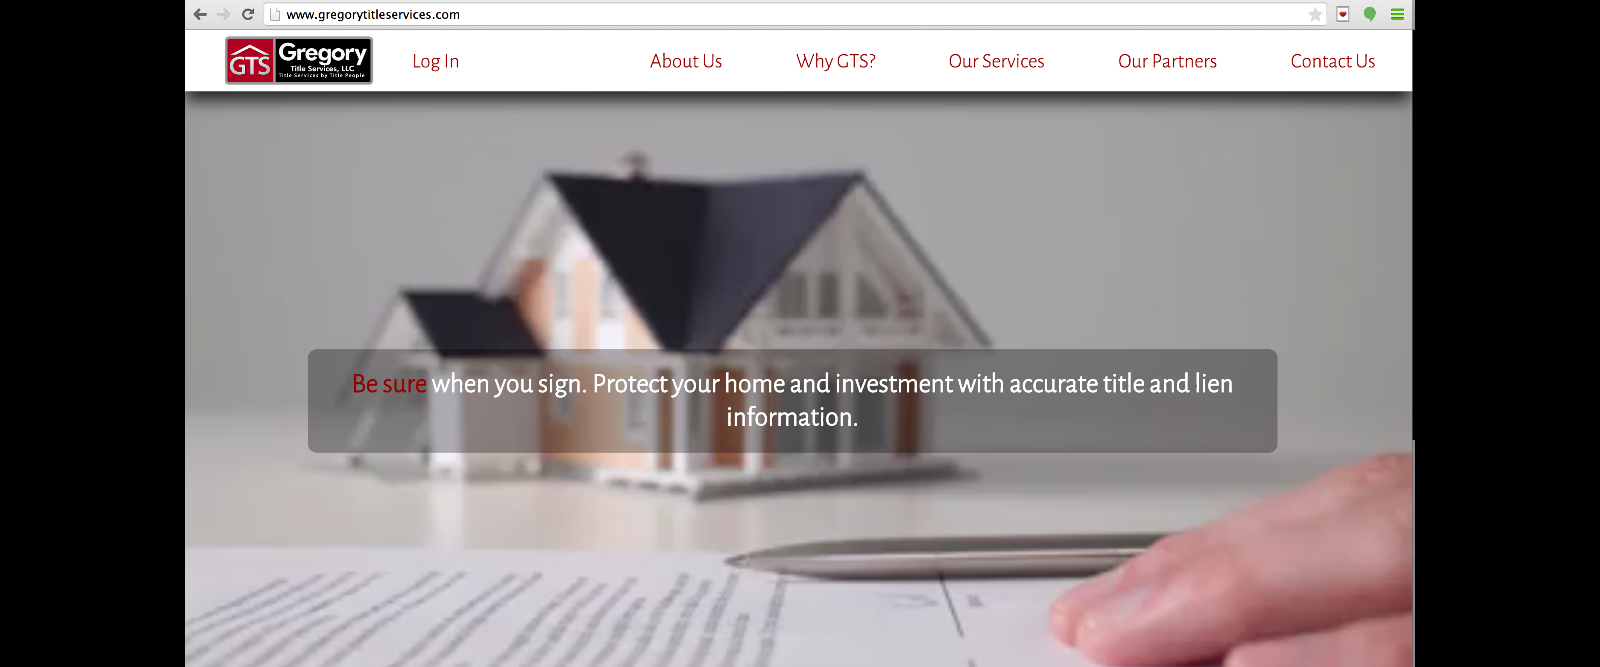 www.gregorytitleservices.com
GTS
Gregory
Title Services, LLC
Title Services by Title People
Log In
About Us
Why GTS?
Our Services
Our Partners
Contact Us
Be sure when you sign. Protect your home and investment with accurate title and lien
information.